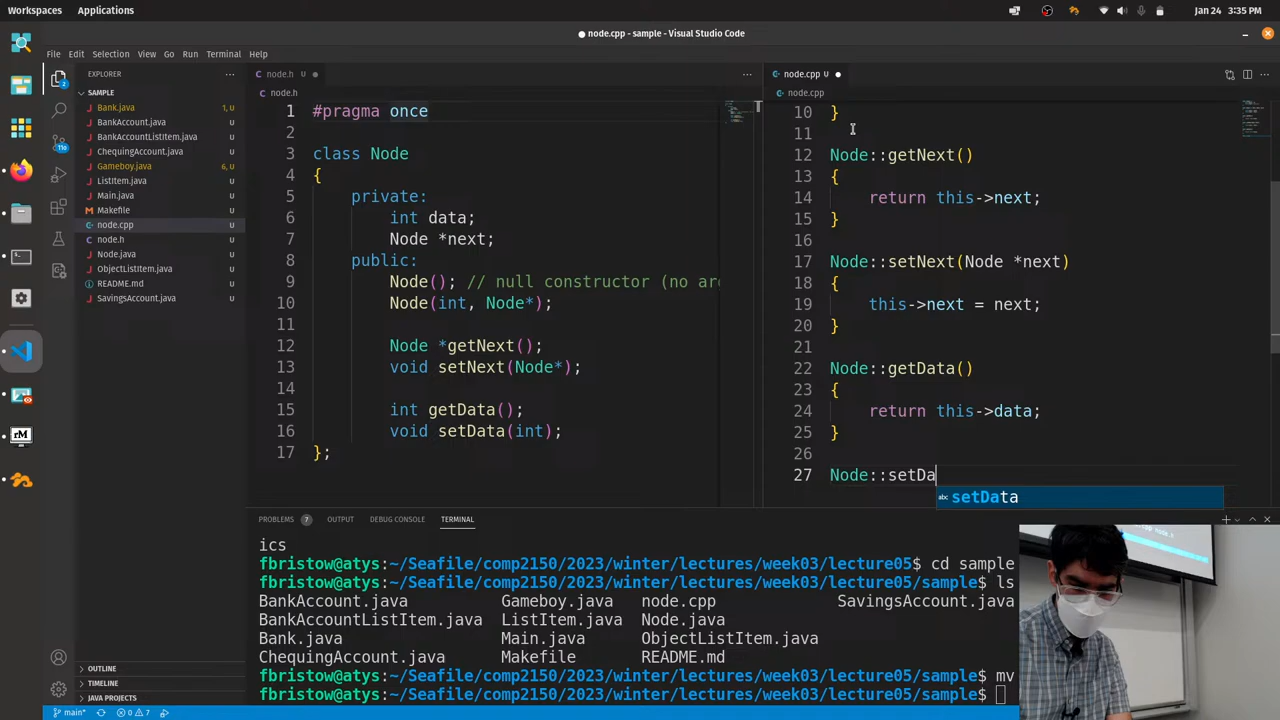 Workspaces Applications Jan 24 3:35 PM
● node.cpp - sample - Visual Studio Code
File Edit Selection View Go Run Terminal Help
EXPLORER
SAMPLE
Bank.java 1, U
BankAccount.java U
BankAccountListItem.java U
ChequingAccount.java U
Gameboy.java 6, U
ListItem.java U
Main.java U
Makefile U
node.cpp U
node.h U
Node.java U
ObjectListItem.java U
README.md U
SavingsAccount.java U
OUTLINE
TIMELINE
JAVA PROJECTS
node.h U
node.h
1 #pragma once
2
3 class Node
4 {
5 private:
6 int data;
7 Node *next;
8 public:
9 Node(); // null constructor (no arg
10 Node(int, Node*);
11
12 Node *getNext();
13 void setNext(Node*);
14
15 int getData();
16 void setData(int);
17 };
node.cpp U
node.cpp
10 }
11
12 Node::getNext()
13 {
14 return this->next;
15 }
16
17 Node::setNext(Node *next)
18 {
19 this->next = next;
20 }
21
22 Node::getData()
23 {
24 return this->data;
25 }
26
27 Node::setDa
abc setData
PROBLEMS 7 OUTPUT DEBUG CONSOLE TERMINAL
ics
fbristow@atys:~/Seafile/comp2150/2023/winter/lectures/week03/lecture05$ cd sample
fbristow@atys:~/Seafile/comp2150/2023/winter/lectures/week03/lecture05/sample$ ls
BankAccount.java Gameboy.java node.cpp SavingsAccount.java
BankAccountListItem.java ListItem.java Node.java
Bank.java Main.java ObjectListItem.java
ChequingAccount.java Makefile README.md
fbristow@atys:~/Seafile/comp2150/2023/winter/lectures/week03/lecture05/sample$ mv
fbristow@atys:~/Seafile/comp2150/2023/winter/lectures/week03/lecture05/sample$
main* 0 7